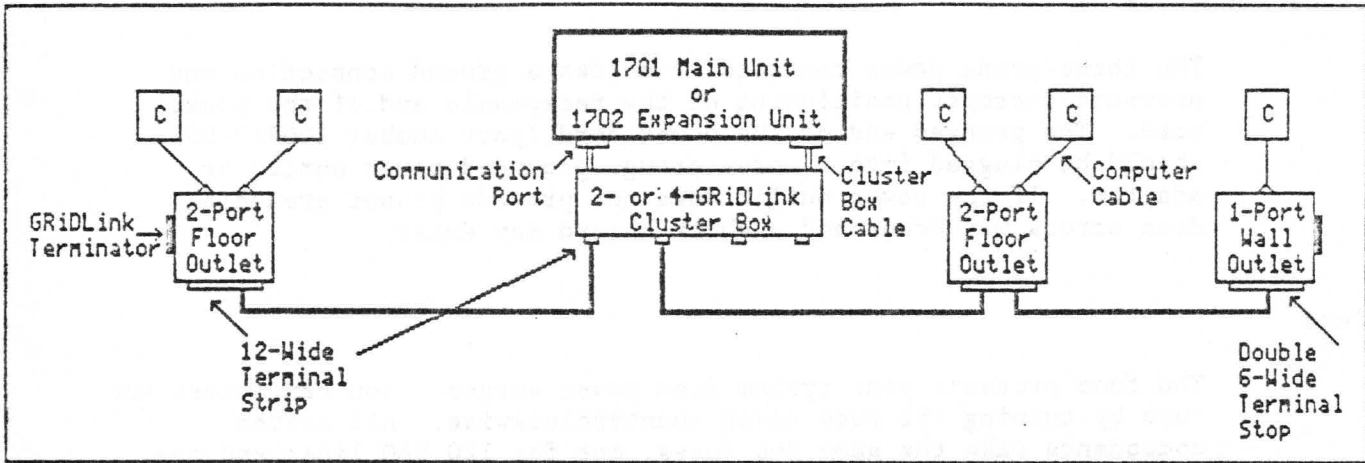 1701 Main Unit
or
1702 Expansion Unit
C
C
C
C
C
Communication
Port
2- or 4-GRiDLink
Cluster Box
Cluster
Box
Cable
Computer
Cable
GRiDLink
Terminator
2-Port
Floor
Outlet
2-Port
Floor
Outlet
1-Port
Wall
Outlet
12-Wide
Terminal
Strip
Double
6-Wide
Terminal
Stop